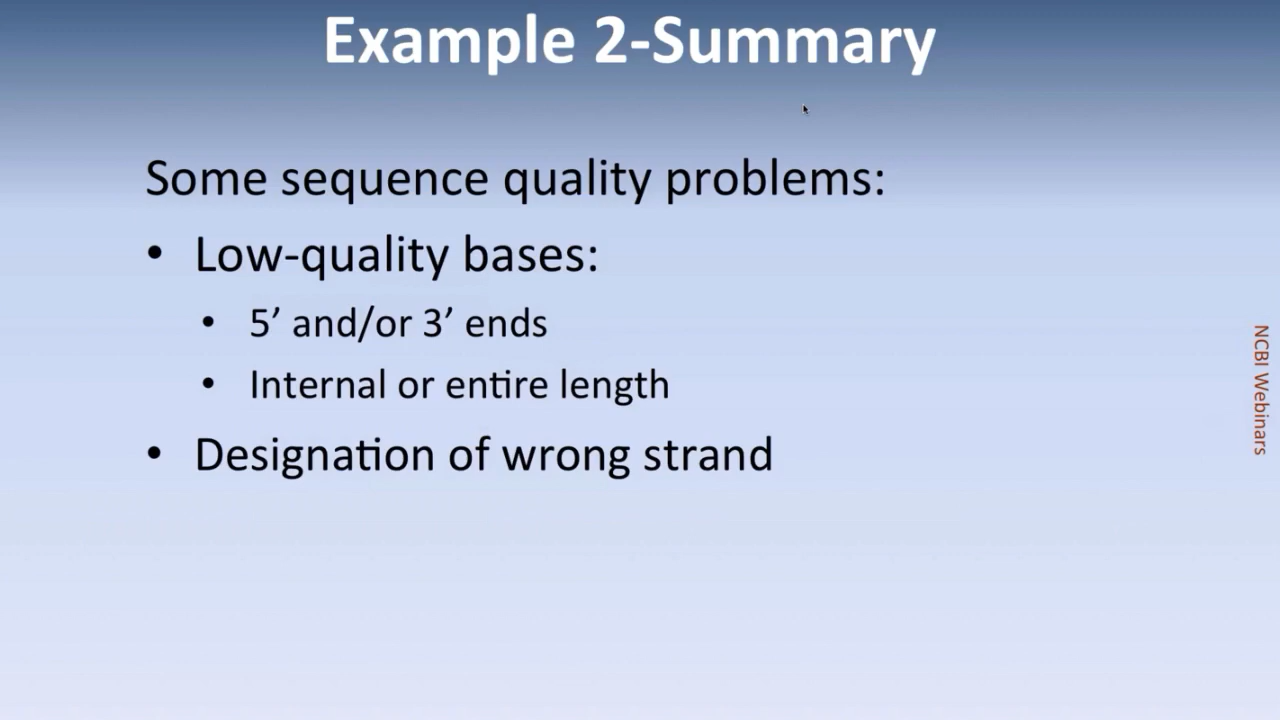 Example 2-Summary
Some sequence quality problems:
• Low-quality bases:
• 5’ and/or 3’ ends
• Internal or entire length
• Designation of wrong strand
NCBI Webinars